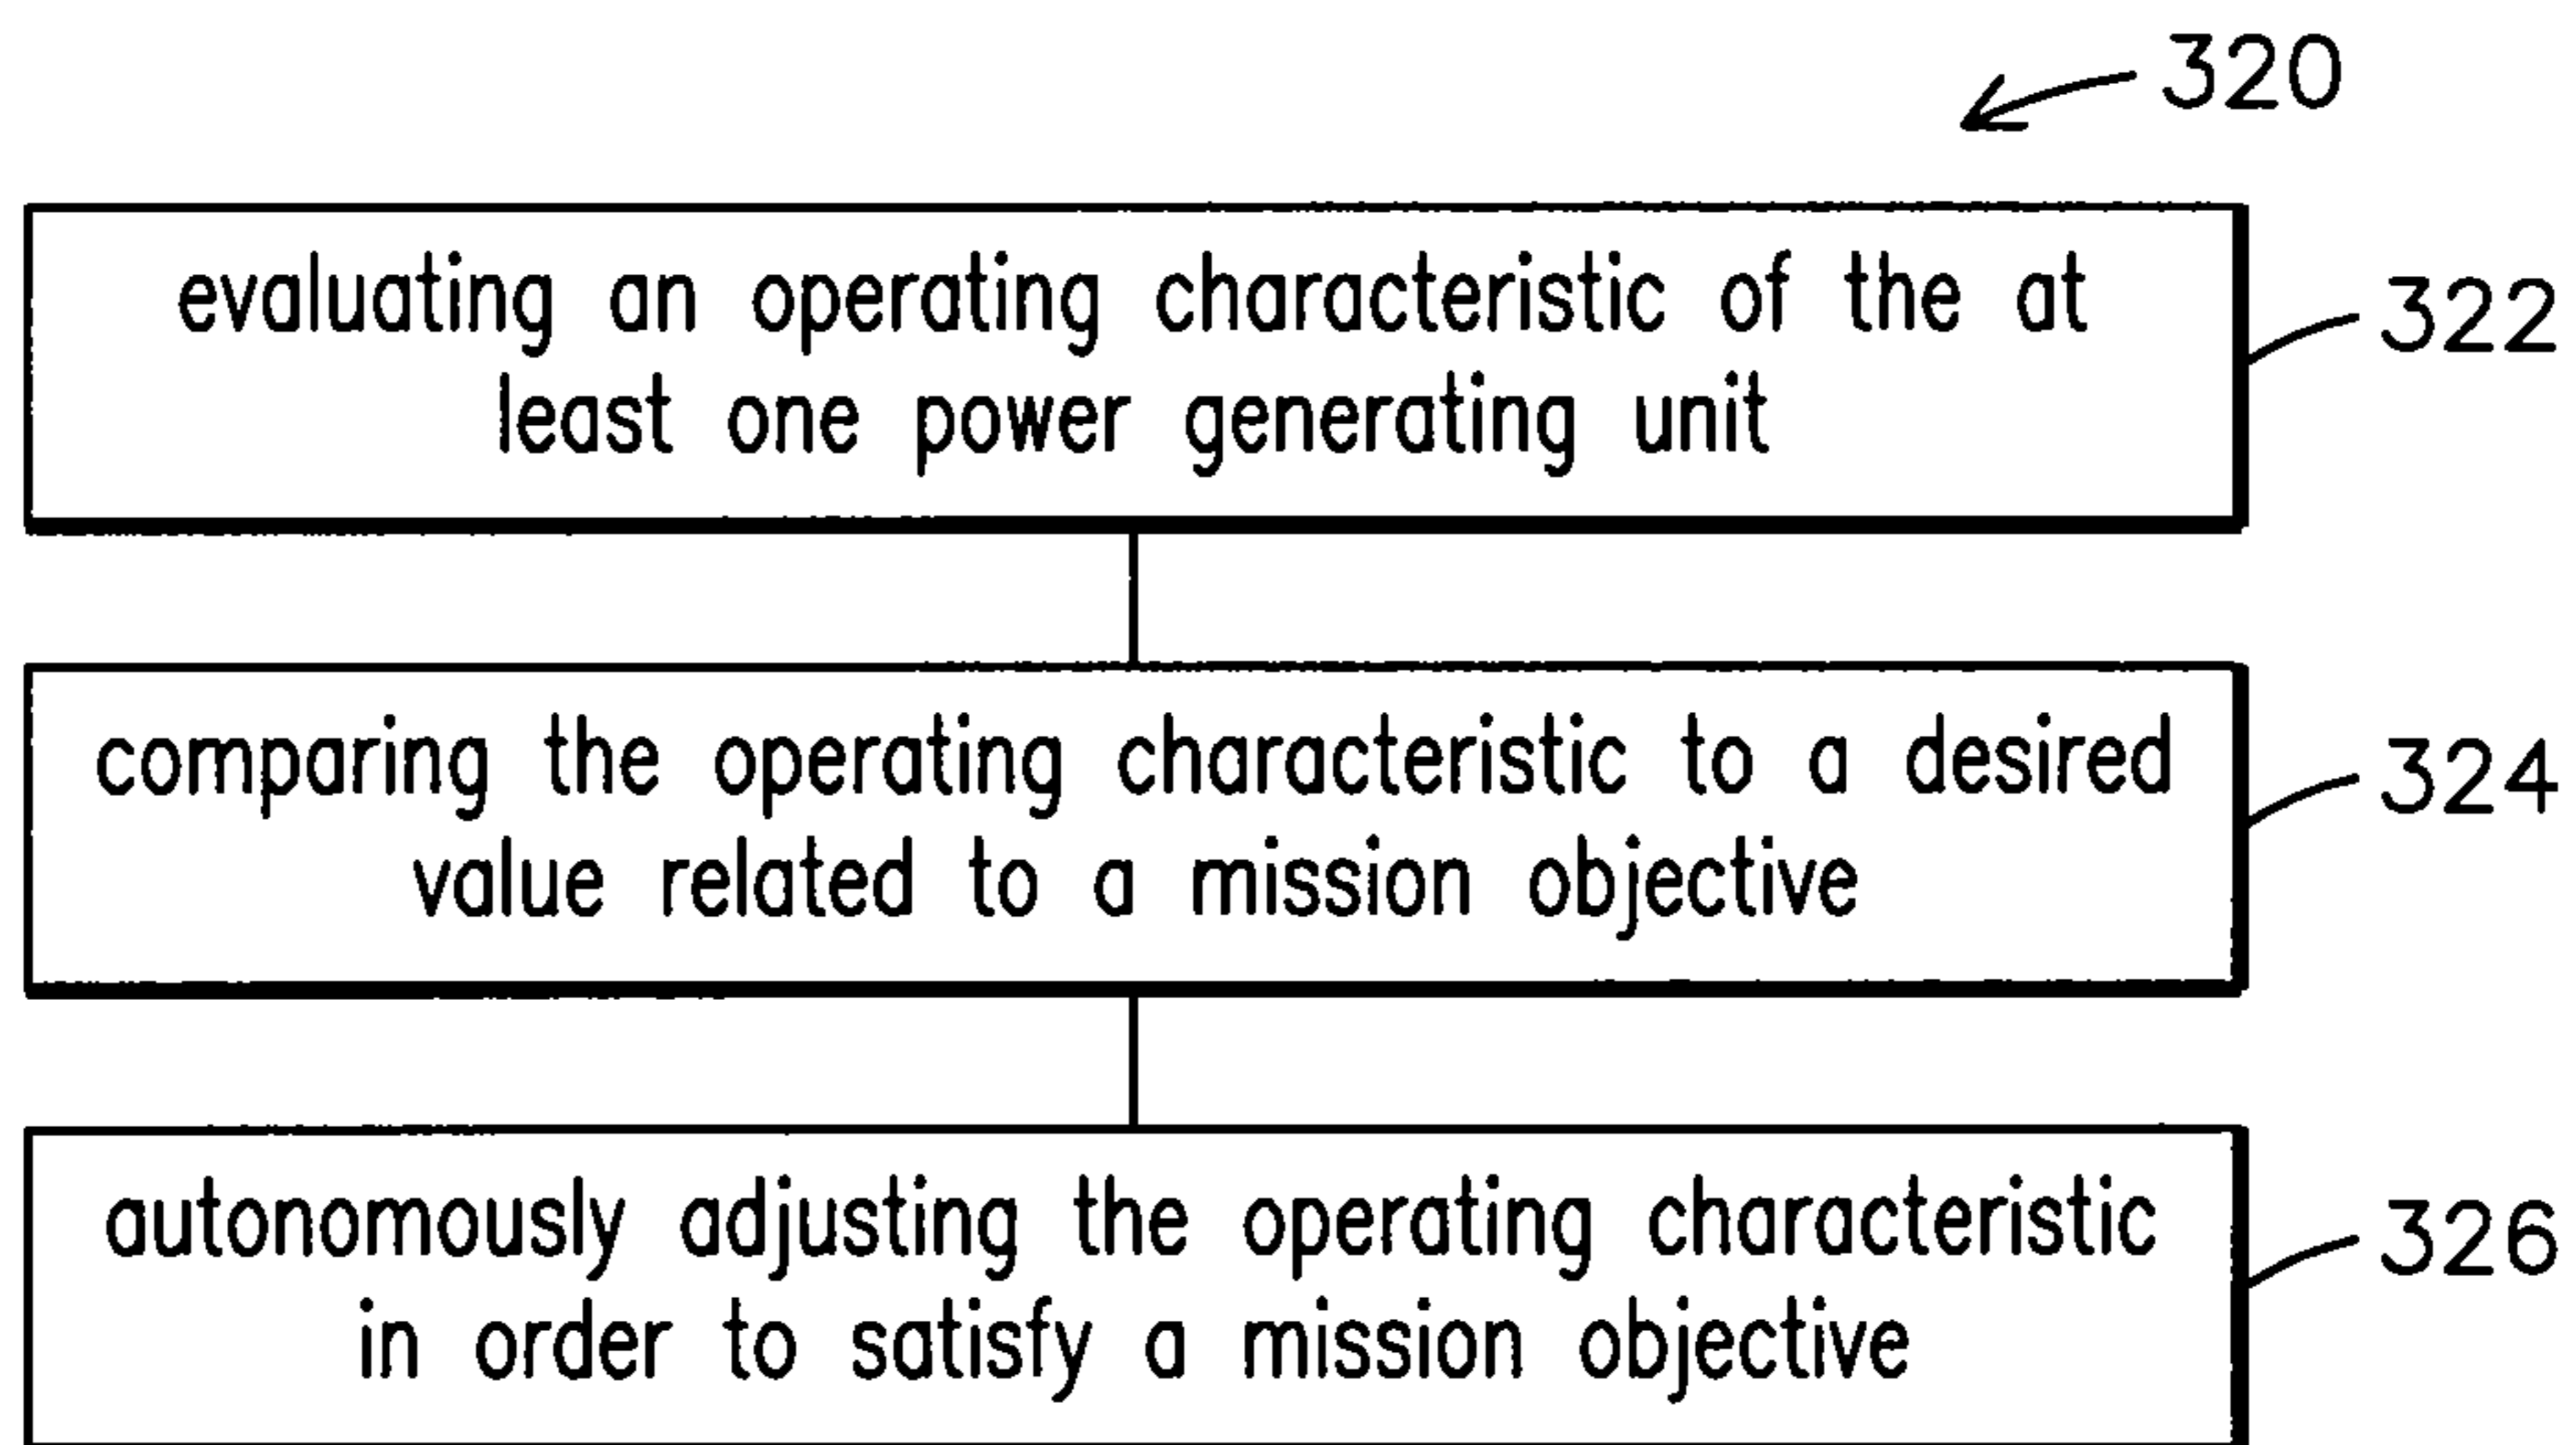 320
evaluating an operating characteristic of the at
least one power generating unit
322
comparing the operating characteristic to a desired
value related to a mission objective
324
autonomously adjusting the operating characteristic
in order to satisfy a mission objective
326